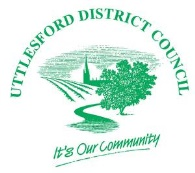 UTTLESFORD DISTRICT COUNCIL
It's Our Community